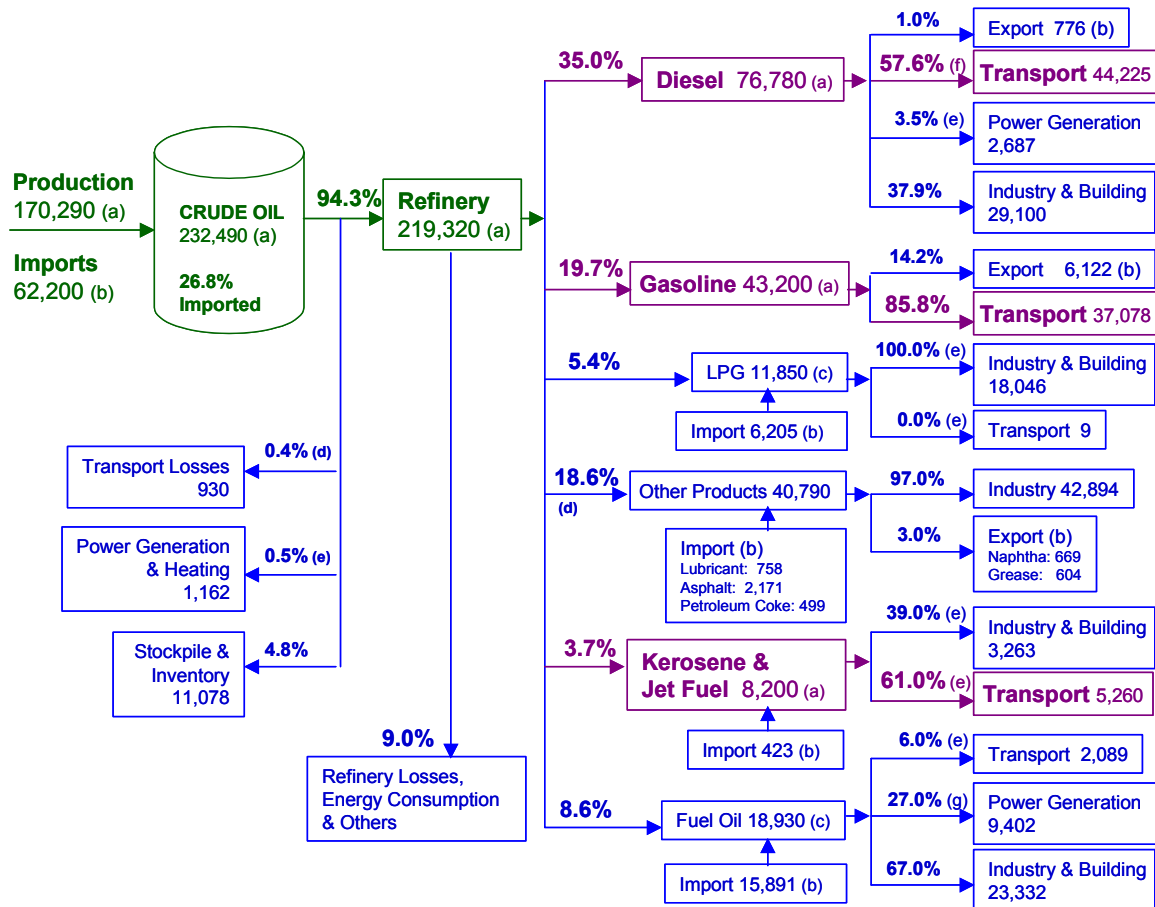 Production
170,290 (a)
Imports
62,200 (b)
CRUDE OIL
232,490 (a)
26.8%
Imported
94.3%
Refinery
219,320 (a)
0.4% (d)
Transport Losses
930
0.5% (e)
Power Generation
& Heating
1,162
4.8%
Stockpile &
Inventory
11,078
9.0%
Refinery Losses,
Energy Consumption
& Others
35.0%
Diesel 76,780 (a)
1.0%
Export 776 (b)
57.6% (f)
Transport 44,225
3.5% (e)
Power Generation
2,687
37.9%
Industry & Building
29,100
19.7%
Gasoline 43,200 (a)
14.2%
Export 6,122 (b)
85.8%
Transport 37,078
5.4%
LPG 11,850 (c)
Import 6,205 (b)
100.0% (e)
Industry & Building
18,046
0.0% (e)
Transport 9
18.6%
(d)
Other Products 40,790
Import (b)
Lubricant: 758
Asphalt: 2,171
Petroleum Coke: 499
97.0%
Industry 42,894
3.0%
Export (b)
Naphtha: 669
Grease: 604
3.7%
Kerosene &
Jet Fuel 8,200 (a)
Import 423 (b)
39.0% (e)
Industry & Building
3,263
61.0% (e)
Transport 5,260
8.6%
Fuel Oil 18,930 (c)
Import 15,891 (b)
6.0% (e)
Transport 2,089
27.0% (g)
Power Generation
9,402
67.0%
Industry & Building
23,332